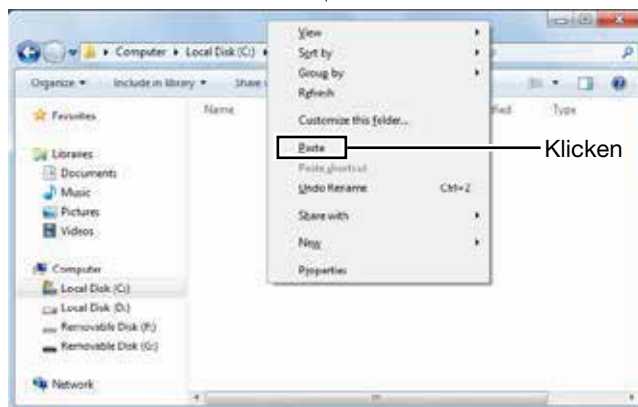 View
Computer ▸ Local Disk (C:) ▸
Sort by
Group by
Organize
Include in library
Share
Refresh
Favorites
Name
Customize this folder...
Type
Libraries
Paste
Klicken
Documents
Paste shortcut
Music
Undo Rename Ctrl+Z
Pictures
Videos
Share with
New
Computer
Properties
Local Disk (C:)
Local Disk (D:)
Removable Disk (F:)
Removable Disk (G:)
Network